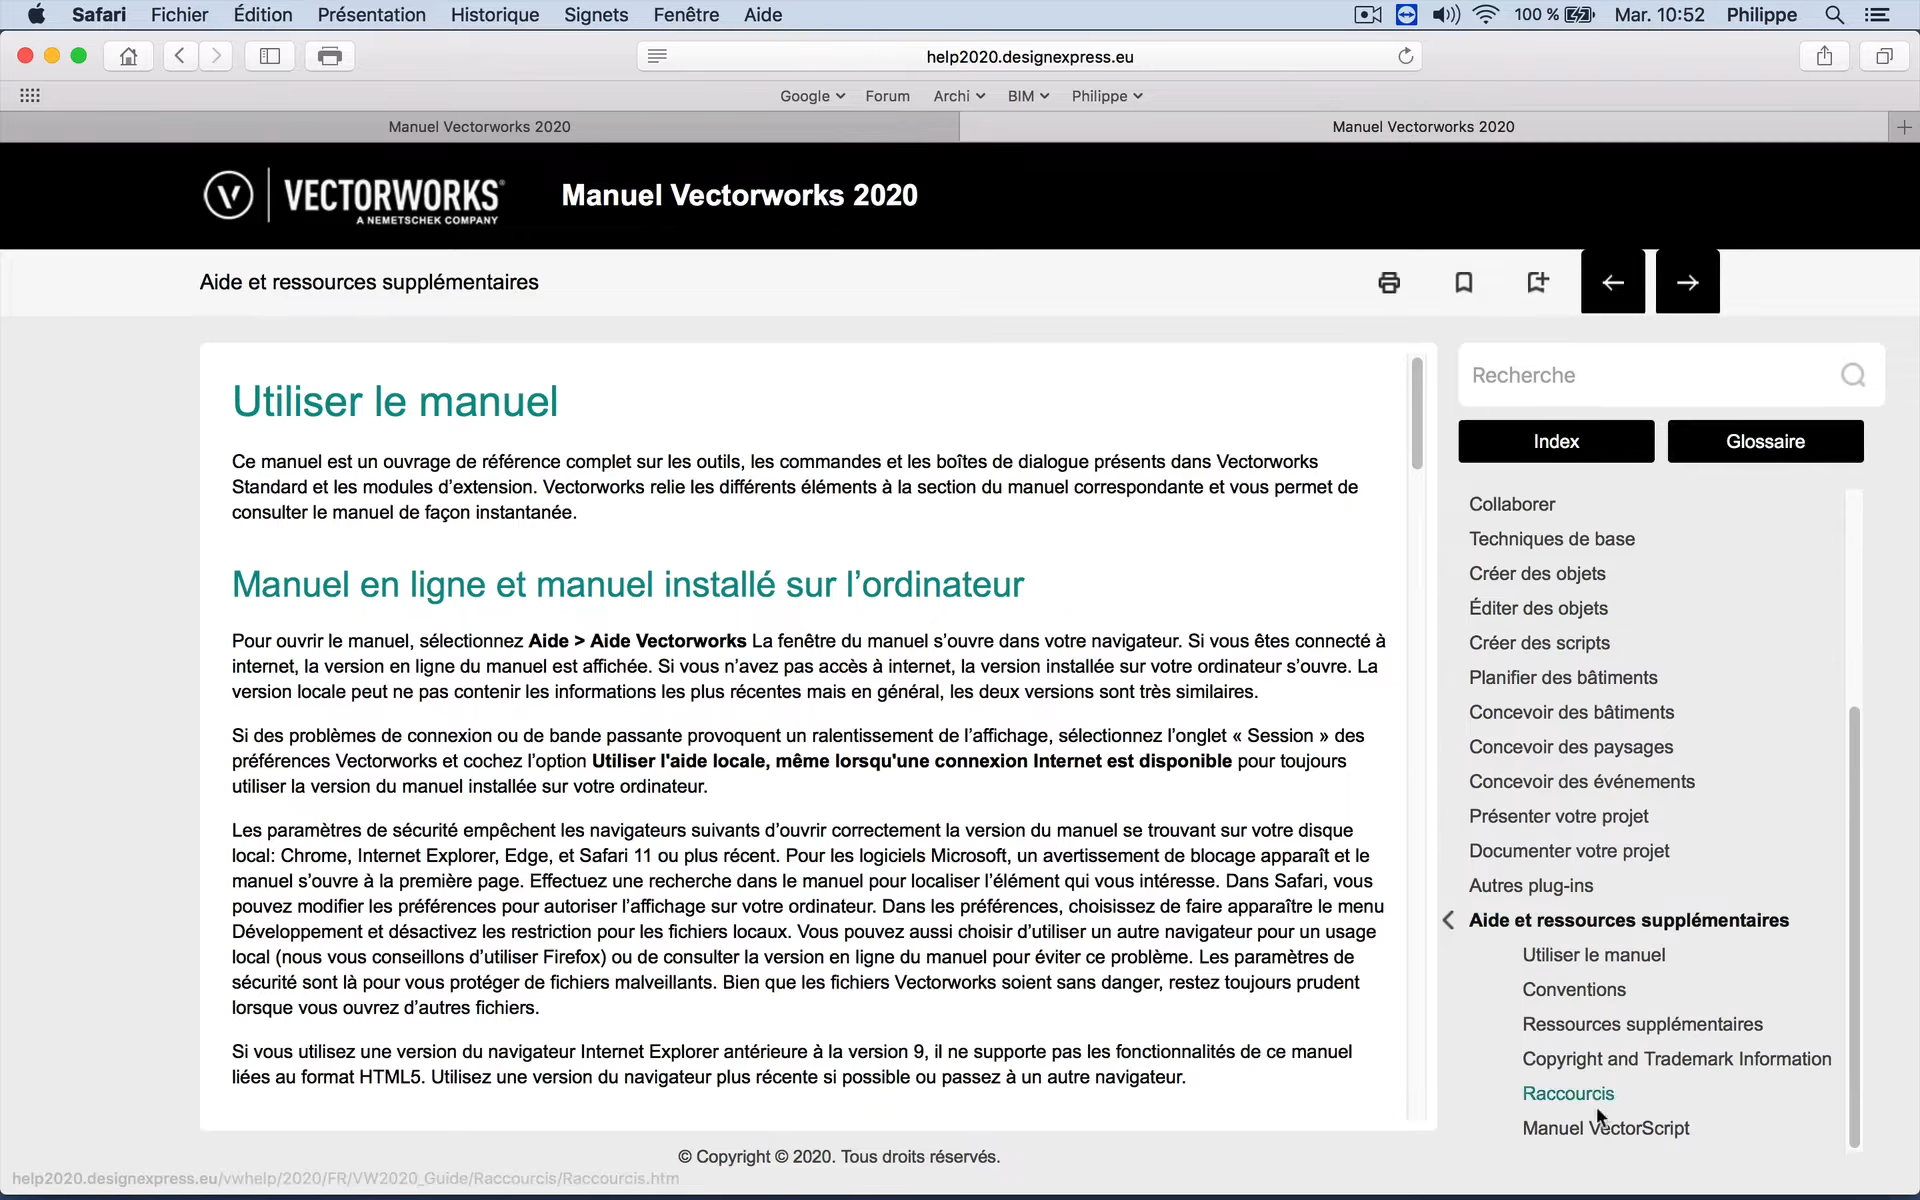 Safari Fichier Édition Présentation Historique Signets Fenêtre Aide 100 % Mar. 10:52 Philippe
help2020.designexpress.eu
Google Forum Archi BIM Philippe
Manuel Vectorworks 2020 Manuel Vectorworks 2020
V VECTORWORKS® Manuel Vectorworks 2020
A NEMETSCHEK COMPANY
Aide et ressources supplémentaires
Utiliser le manuel
Ce manuel est un ouvrage de référence complet sur les outils, les commandes et les boîtes de dialogue présents dans Vectorworks
Standard et les modules d’extension. Vectorworks relie les différents éléments à la section du manuel correspondante et vous permet de
consulter le manuel de façon instantanée.
Manuel en ligne et manuel installé sur l’ordinateur
Pour ouvrir le manuel, sélectionnez Aide > Aide Vectorworks La fenêtre du manuel s’ouvre dans votre navigateur. Si vous êtes connecté à
internet, la version en ligne du manuel est affichée. Si vous n’avez pas accès à internet, la version installée sur votre ordinateur s’ouvre. La
version locale peut ne pas contenir les informations les plus récentes mais en général, les deux versions sont très similaires.
Si des problèmes de connexion ou de bande passante provoquent un ralentissement de l’affichage, sélectionnez l’onglet « Session » des
préférences Vectorworks et cochez l’option Utiliser l'aide locale, même lorsqu'une connexion Internet est disponible pour toujours
utiliser la version du manuel installée sur votre ordinateur.
Les paramètres de sécurité empêchent les navigateurs suivants d’ouvrir correctement la version du manuel se trouvant sur votre disque
local: Chrome, Internet Explorer, Edge, et Safari 11 ou plus récent. Pour les logiciels Microsoft, un avertissement de blocage apparaît et le
manuel s’ouvre à la première page. Effectuez une recherche dans le manuel pour localiser l’élément qui vous intéresse. Dans Safari, vous
pouvez modifier les préférences pour autoriser l’affichage sur votre ordinateur. Dans les préférences, choisissez de faire apparaître le menu
Développement et désactivez les restriction pour les fichiers locaux. Vous pouvez aussi choisir d’utiliser un autre navigateur pour un usage
local (nous vous conseillons d’utiliser Firefox) ou de consulter la version en ligne du manuel pour éviter ce problème. Les paramètres de
sécurité sont là pour vous protéger de fichiers malveillants. Bien que les fichiers Vectorworks soient sans danger, restez toujours prudent
lorsque vous ouvrez d’autres fichiers.
Si vous utilisez une version du navigateur Internet Explorer antérieure à la version 9, il ne supporte pas les fonctionnalités de ce manuel
liées au format HTML5. Utilisez une version du navigateur plus récente si possible ou passez à un autre navigateur.
Recherche
Index Glossaire
Collaborer
Techniques de base
Créer des objets
Éditer des objets
Créer des scripts
Planifier des bâtiments
Concevoir des bâtiments
Concevoir des paysages
Concevoir des événements
Présenter votre projet
Documenter votre projet
Autres plug-ins
Aide et ressources supplémentaires
Utiliser le manuel
Conventions
Ressources supplémentaires
Copyright and Trademark Information
Raccourcis
Manuel VectorScript
© Copyright © 2020. Tous droits réservés.
help2020.designexpress.eu/vwhelp/2020/FR/VW2020_Guide/Raccourcis/Raccourcis.htm